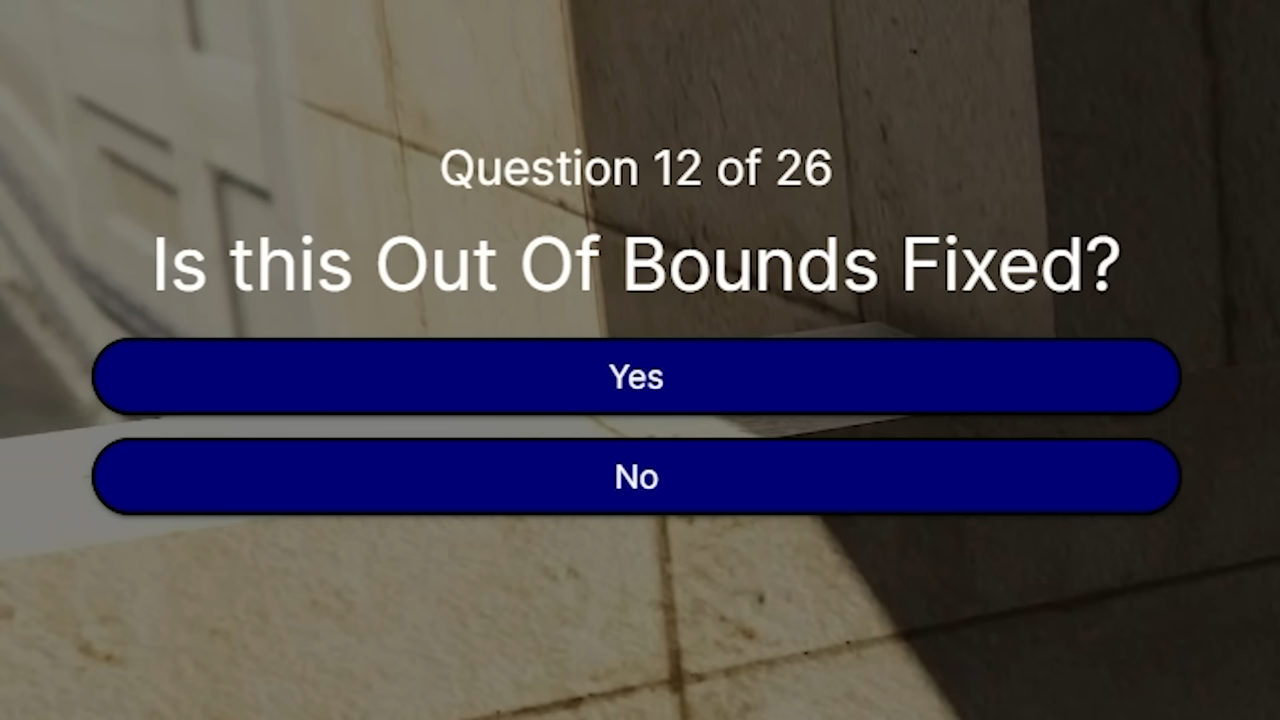 Question 12 of 26
Is this Out Of Bounds Fixed?
Yes
No